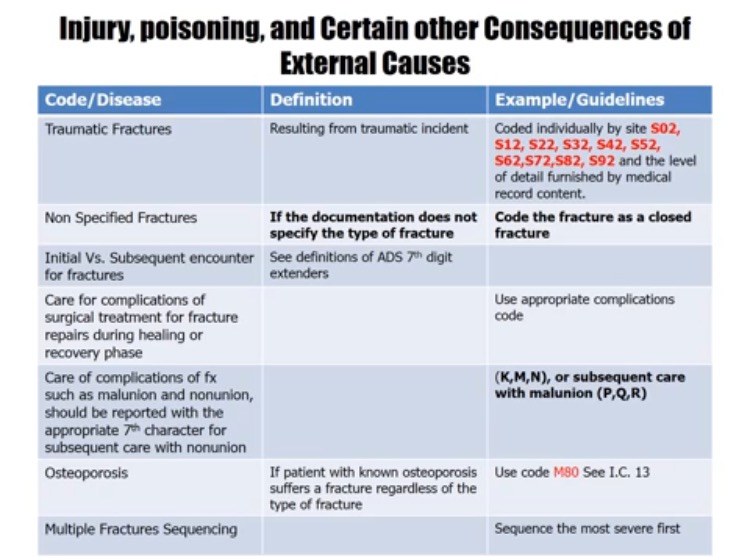 Injury, poisoning, and Certain other Consequences of
External Causes
Code/Disease
Definition
Example/Guidelines
Traumatic Fractures
Resulting from traumatic incident
Coded individually by site S02,
S12, S22, S32, S42, S52,
S62,S72,S82, S92 and the level
of detail furnished by medical
record content.
Non Specified Fractures
If the documentation does not
specify the type of fracture
Code the fracture as a closed
fracture
Initial Vs. Subsequent encounter
for fractures
See definitions of ADS 7th digit
extenders
Care for complications of
surgical treatment for fracture
repairs during healing or
recovery phase
Use appropriate complications
code
Care of complications of fx
such as malunion and nonunion,
should be reported with the
appropriate 7th character for
subsequent care with nonunion
(K,M,N), or subsequent care
with malunion (P,Q,R)
Osteoporosis
If patient with known osteoporosis
suffers a fracture regardless of the
type of fracture
Use code M80 See I.C. 13
Multiple Fractures Sequencing
Sequence the most severe first